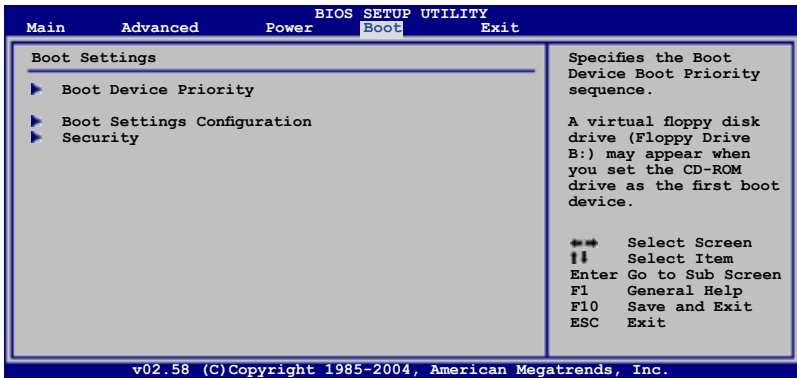 BIOS SETUP UTILITY
Main Advanced Power Boot Exit
Boot Settings
Boot Device Priority
Boot Settings Configuration
Security
Specifies the Boot
Device Boot Priority
sequence.
A virtual floppy disk
drive (Floppy Drive
B:) may appear when
you set the CD-ROM
drive as the first boot
device.
Select Screen
Select Item
Enter Go to Sub Screen
F1 General Help
F10 Save and Exit
ESC Exit
v02.58 (C)Copyright 1985-2004, American Megatrends, Inc.